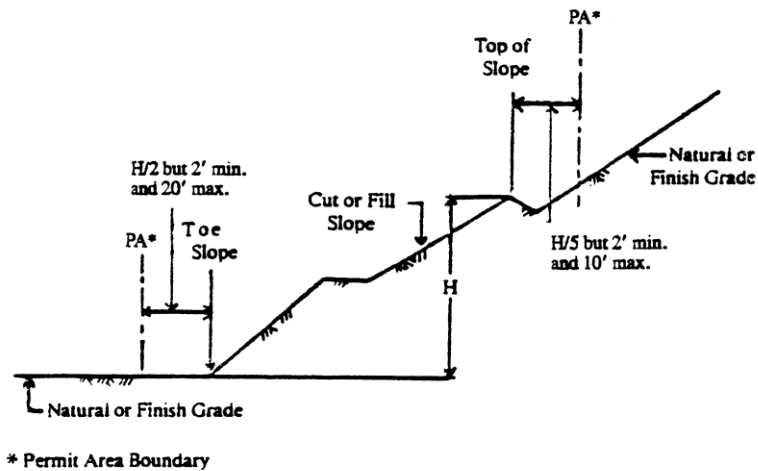 PA*
Top of
Slope
H/2 but 2' min.
and 20' max.
Natural or
Finish Grade
Cut or Fill
Slope
Toe
Slope
PA*
H/5 but 2' min.
and 10' max.
H
Natural or Finish Grade
* Permit Area Boundary